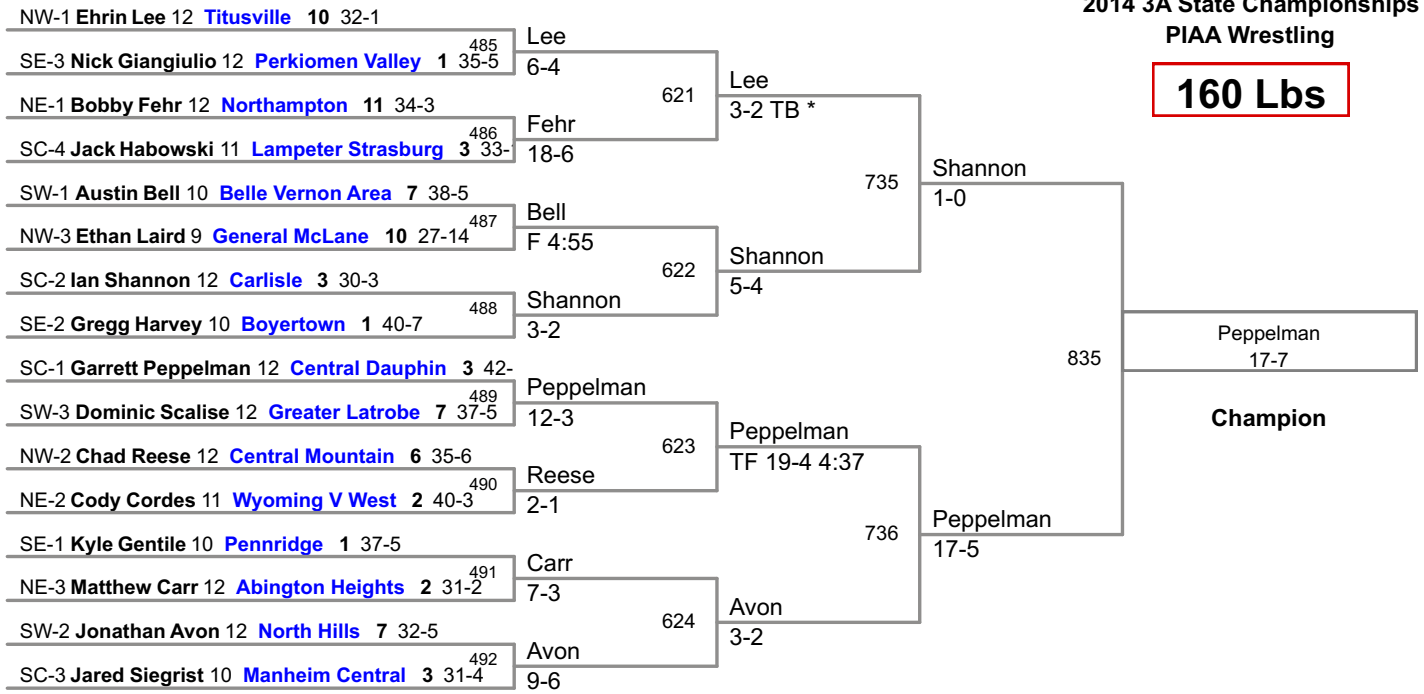 2014 3A State Championships
PIAA Wrestling
160 Lbs
NW-1 Ehrin Lee 12 Titusville 10 32-1
SE-3 Nick Giangiulio 12 Perkiomen Valley 1 35-5
NE-1 Bobby Fehr 12 Northampton 11 34-3
SC-4 Jack Habowski 11 Lampeter Strasburg 3 33-
SW-1 Austin Bell 10 Belle Vernon Area 7 38-5
NW-3 Ethan Laird 9 General McLane 10 27-14
SC-2 Ian Shannon 12 Carlisle 3 30-3
SE-2 Gregg Harvey 10 Boyertown 1 40-7
SC-1 Garrett Peppelman 12 Central Dauphin 3 42-
SW-3 Dominic Scalise 12 Greater Latrobe 7 37-5
NW-2 Chad Reese 12 Central Mountain 6 35-6
NE-2 Cody Cordes 11 Wyoming V West 2 40-3
SE-1 Kyle Gentile 10 Pennridge 1 37-5
NE-3 Matthew Carr 12 Abington Heights 2 31-2
SW-2 Jonathan Avon 12 North Hills 7 32-5
SC-3 Jared Siegrist 10 Manheim Central 3 31-4
485
Lee
6-4
486
Fehr
18-6
487
Bell
F 4:55
488
Shannon
3-2
489
Peppelman
12-3
490
Reese
2-1
491
Carr
7-3
492
Avon
9-6
621
Lee
3-2 TB *
622
Shannon
5-4
623
Peppelman
TF 19-4 4:37
624
Avon
3-2
735
Shannon
1-0
736
Peppelman
17-5
835
Peppelman
17-7
Champion